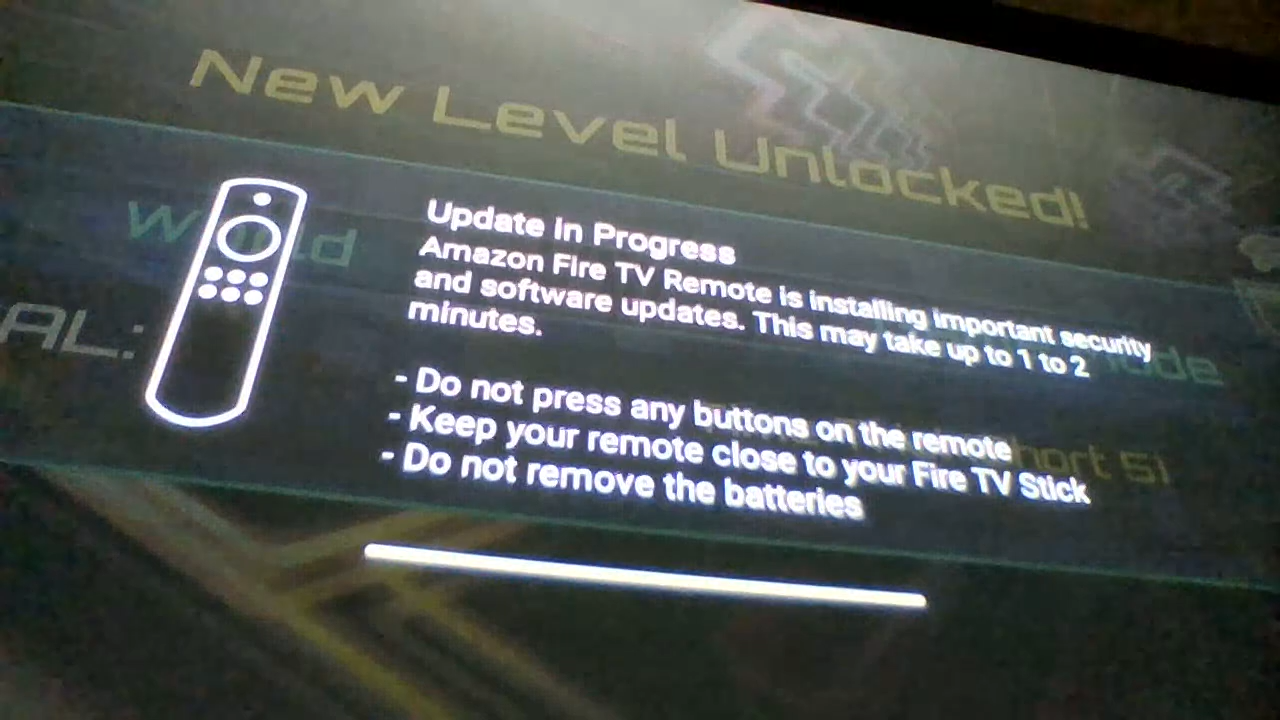 New Level Unlocked!
Update in Progress
Amazon Fire TV Remote is installing important security
and software updates. This may take up to 1 to 2
minutes.
AL:
- Do not press any buttons on the remote
- Keep your remote close to your Fire TV Stick
- Do not remove the batteries